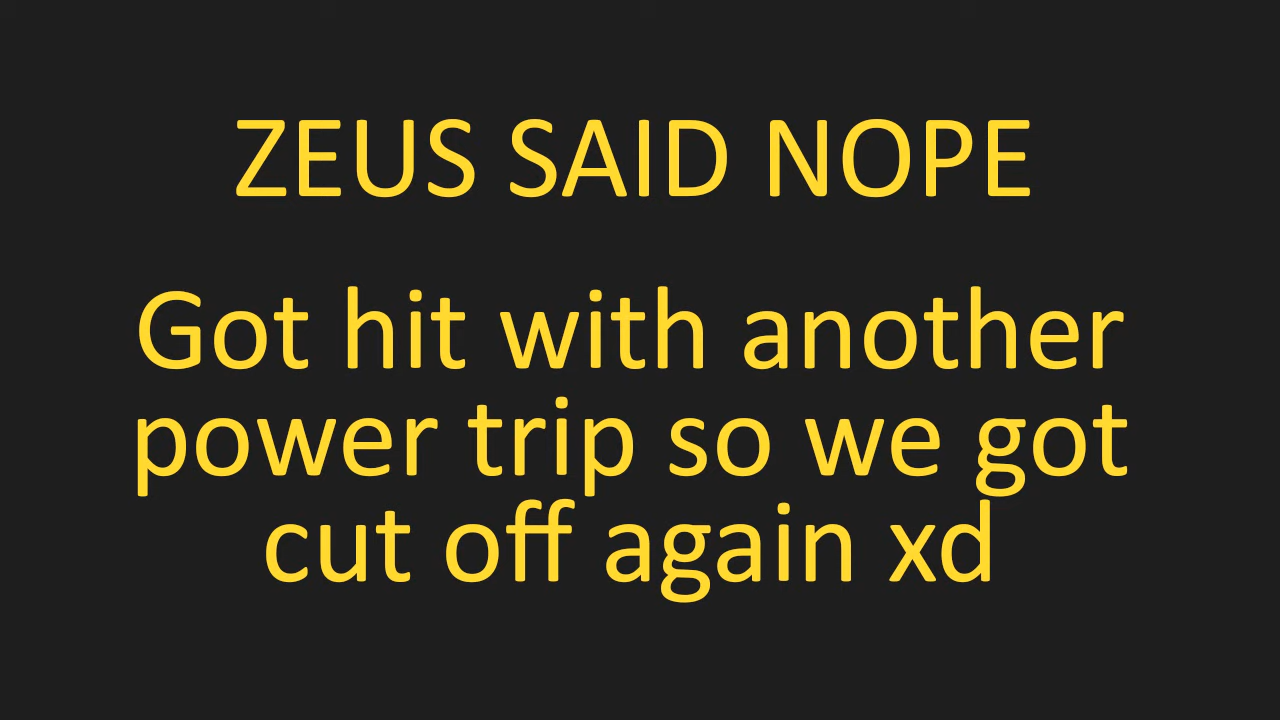 ZEUS SAID NOPE
Got hit with another
power trip so we got
cut off again xd